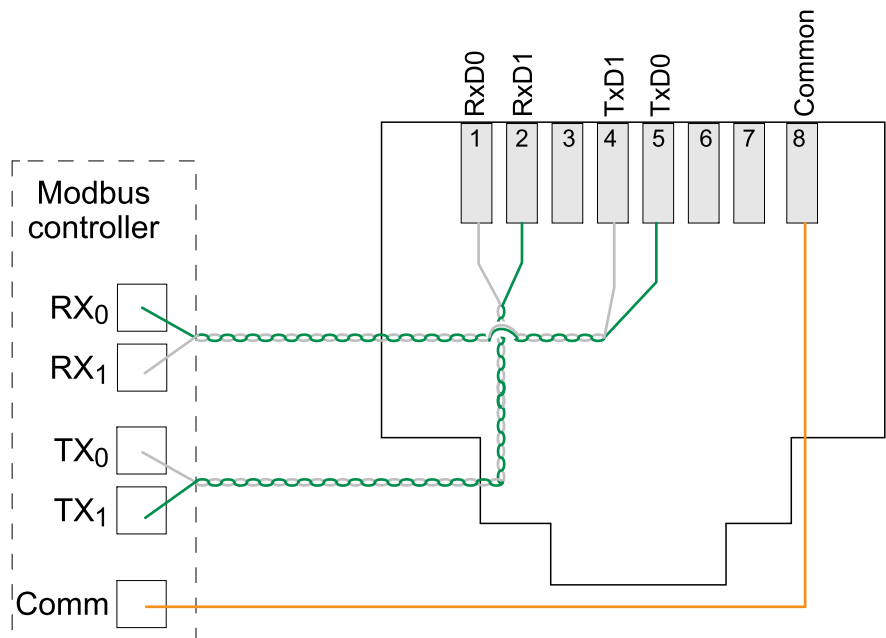 RxD0
RxD1
TxD1
TxD0
Common
1 2 3 4 5 6 7 8
Modbus
controller
RX0
RX1
TX0
TX1
Comm